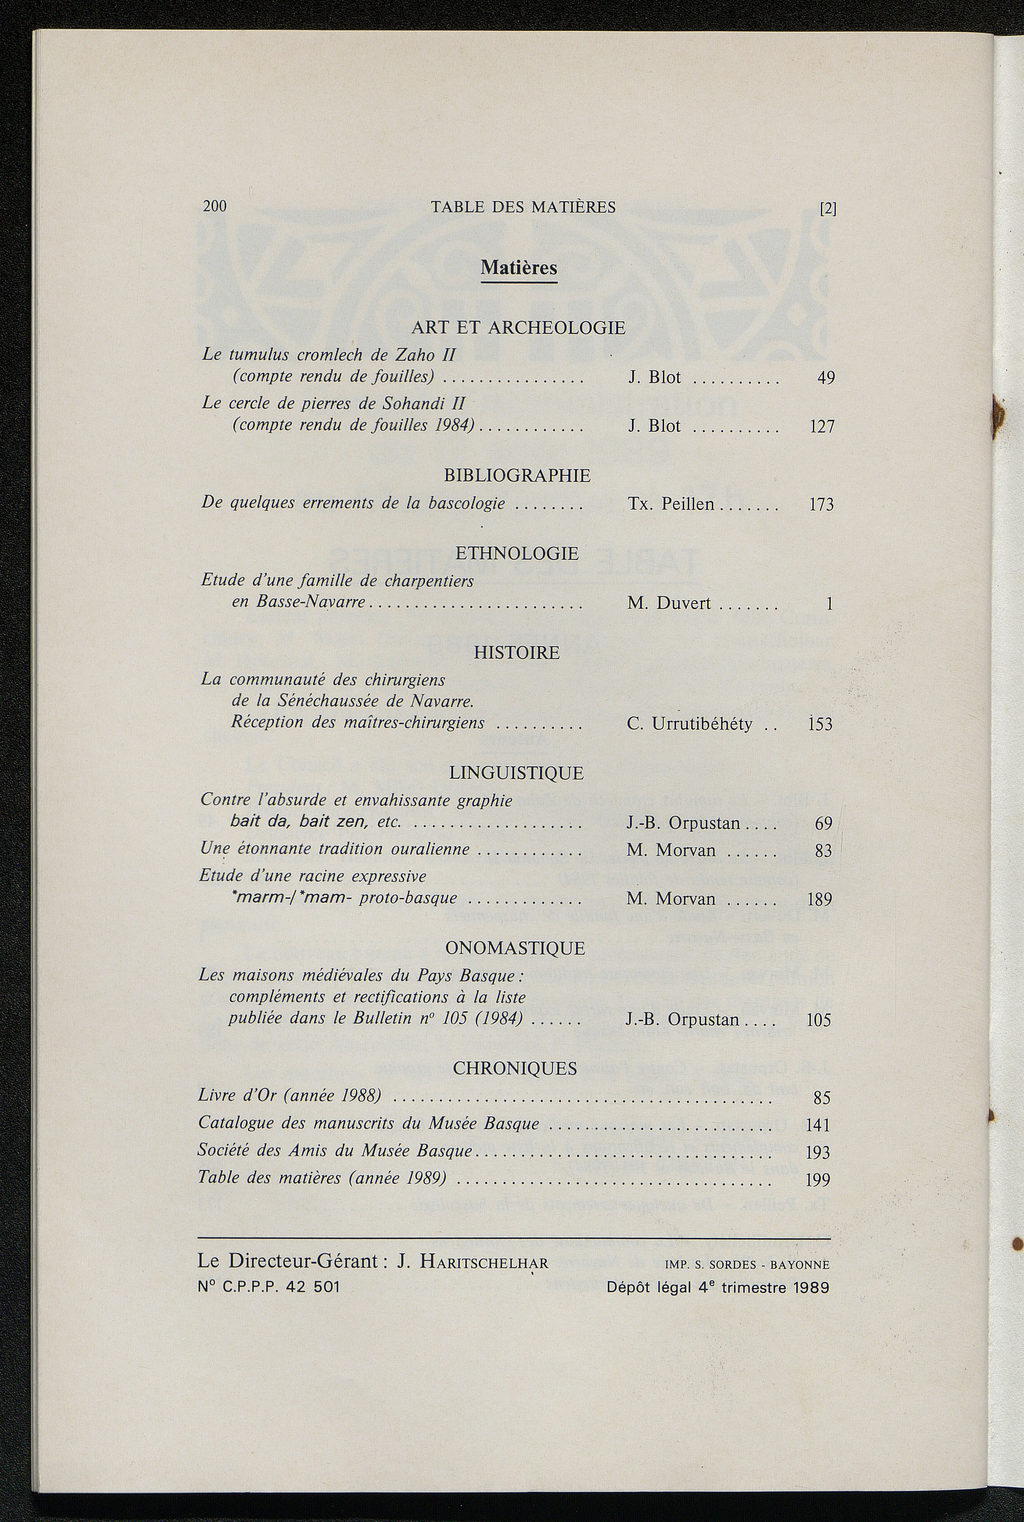 200 TABLE DES MATIÈRES [2]
Matières
ART ET ARCHEOLOGIE
Le tumulus cromlech de Zaho II
(compte rendu de fouilles) ................ J. Blot .......... 49
Le cercle de pierres de Sohandi II
(compte rendu de fouilles 1984) ............ J. Blot .......... 127
BIBLIOGRAPHIE
De quelques errements de la bascologie ........ Tx. Peillen ....... 173
ETHNOLOGIE
Etude d'une famille de charpentiers
en Basse-Navarre ........................ M. Duvert ....... 1
HISTOIRE
La communauté des chirurgiens
de la Sénéchaussée de Navarre.
Réception des maîtres-chirurgiens .......... C. Urrutibéhéty .. 153
LINGUISTIQUE
Contre l'absurde et envahissante graphie
bait da, bait zen, etc. ................... J.-B. Orpustan .... 69
Une étonnante tradition ouralienne ............ M. Morvan ...... 83
Etude d'une racine expressive
*marm-/*mam- proto-basque ............. M. Morvan ...... 189
ONOMASTIQUE
Les maisons médiévales du Pays Basque :
compléments et rectifications à la liste
publiée dans le Bulletin nº 105 (1984) ...... J.-B. Orpustan .... 105
CHRONIQUES
Livre d'Or (année 1988) .......................................... 85
Catalogue des manuscrits du Musée Basque ......................... 141
Société des Amis du Musée Basque ................................. 193
Table des matières (année 1989) ................................... 199
Le Directeur-Gérant : J. HARITSCHELHAR IMP. S. SORDES - BAYONNE
Nº C.P.P.P. 42 501 Dépôt légal 4e trimestre 1989